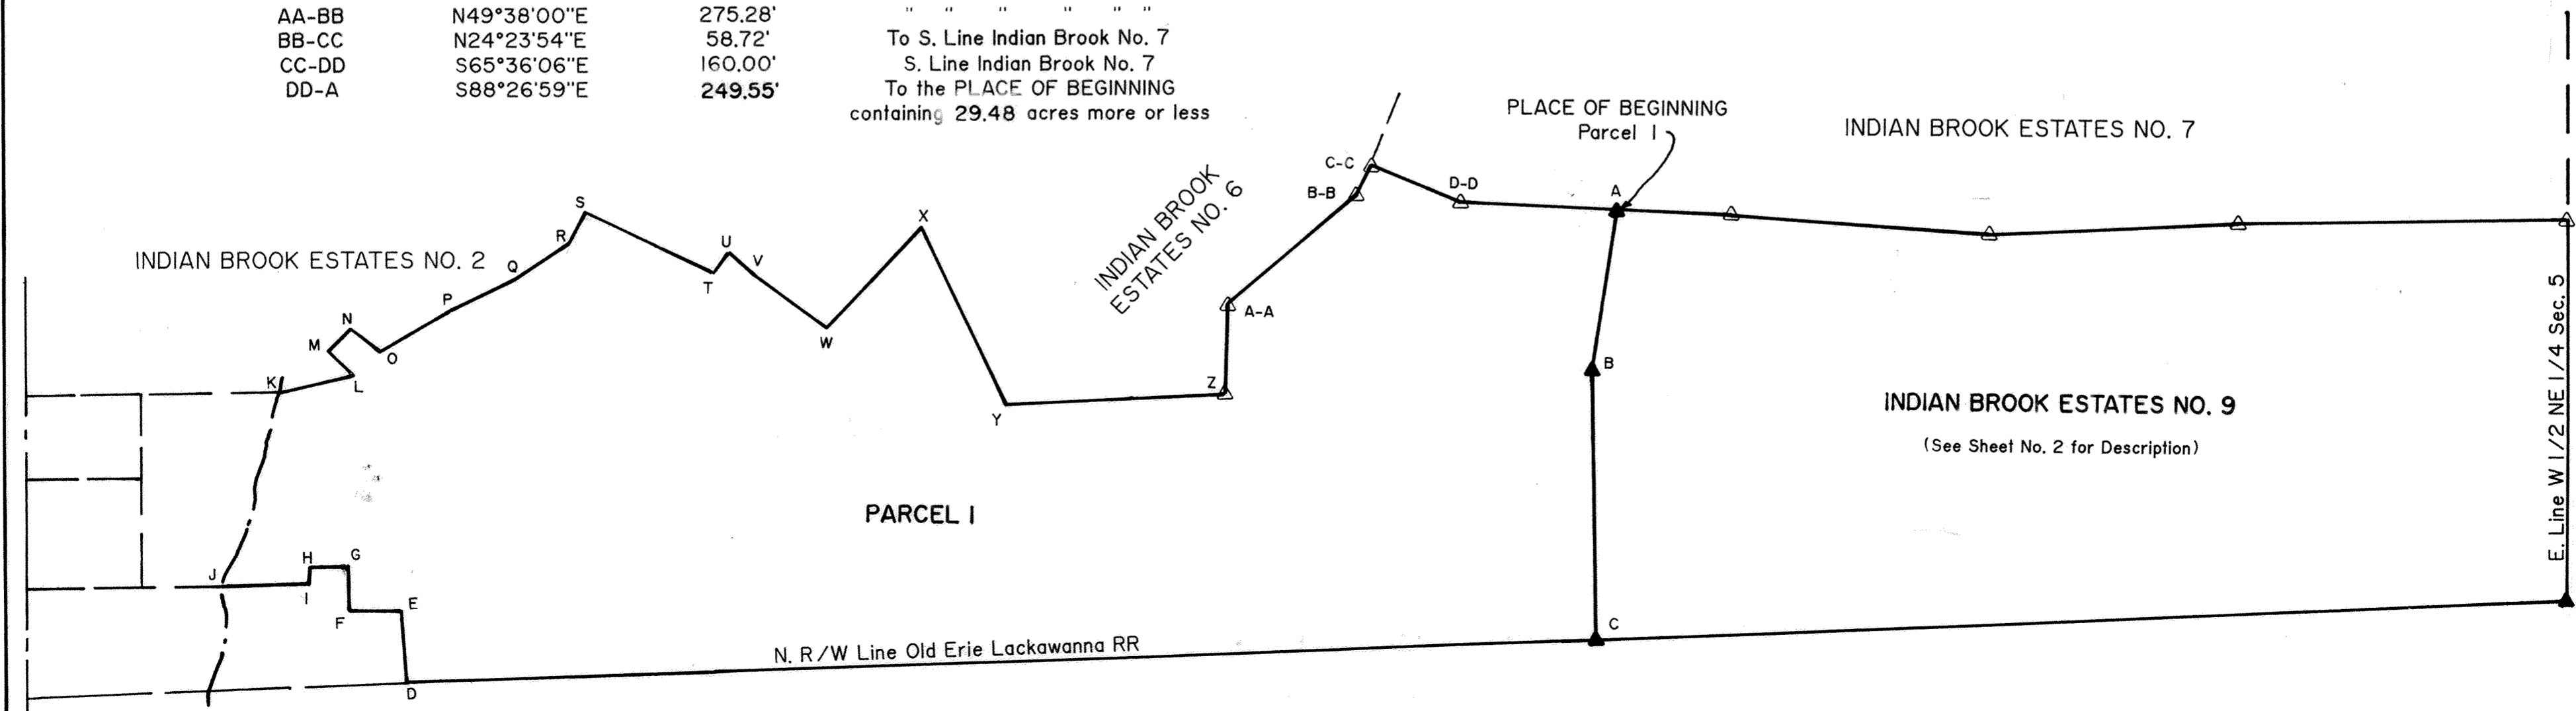 AA-BB N49°38'00"E 275.28' " " " " " "
BB-CC N24°23'54"E 58.72' To S. Line Indian Brook No. 7
CC-DD S65°36'06"E 160.00' S. Line Indian Brook No. 7
DD-A S88°26'59"E 249.55' To the PLACE OF BEGINNING
containing 29.48 acres more or less
PLACE OF BEGINNING
Parcel 1
INDIAN BROOK ESTATES NO. 7
C-C
B-B
D-D
A
INDIAN BROOK
ESTATES NO. 6
S
X
R
U
INDIAN BROOK ESTATES NO. 2
Q
V
T
P
A-A
N
M
O
W
K
L
Z
Y
B
INDIAN BROOK ESTATES NO. 9
(See Sheet No. 2 for Description)
E. Line W 1/2 NE 1/4 Sec. 5
PARCEL 1
H
G
J
I
E
F
C
N. R/W Line Old Erie Lackawanna RR
D